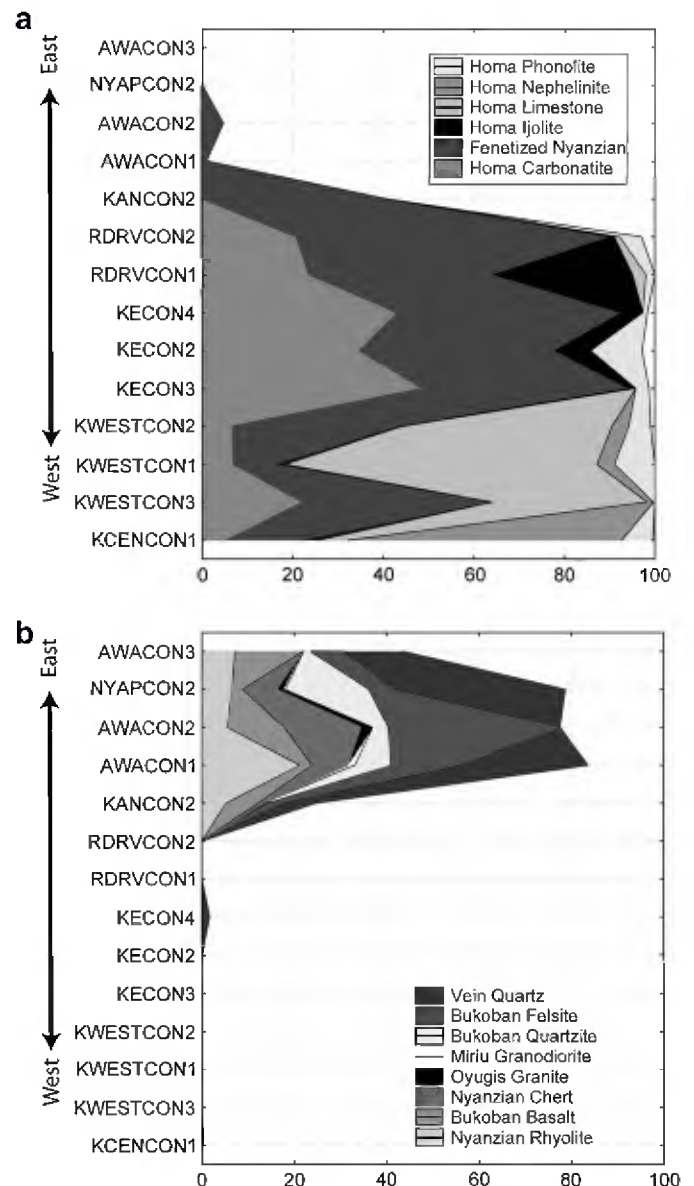 a
East
AWACON3
NYAPCON2
AWACON2
AWACON1
KANCON2
RDRVCON2
RDRVCON1
KECON4
KECON2
KECON3
KWESTCON2
KWESTCON1
KWESTCON3
KCENCON1
West
Homa Phonolite
Homa Nephelinite
Homa Limestone
Homa Ijolite
Fenetized Nyanzian
Homa Carbonatite
0 20 40 60 80 100
b
East
AWACON3
NYAPCON2
AWACON2
AWACON1
KANCON2
RDRVCON2
RDRVCON1
KECON4
KECON2
KECON3
KWESTCON2
KWESTCON1
KWESTCON3
KCENCON1
West
Vein Quartz
Bukoban Felsite
Bukoban Quartzite
Miriu Granodiorite
Oyugis Granite
Nyanzian Chert
Bukoban Basalt
Nyanzian Rhyolite
0 20 40 60 80 100